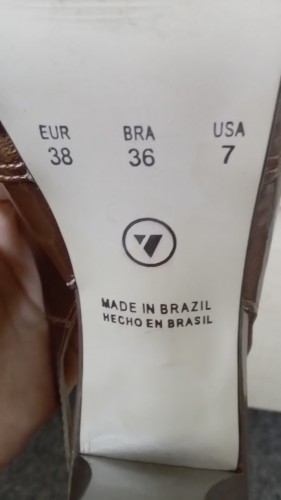 EUR BRA USA
38 36 7
MADE IN BRAZIL
HECHO EN BRASIL